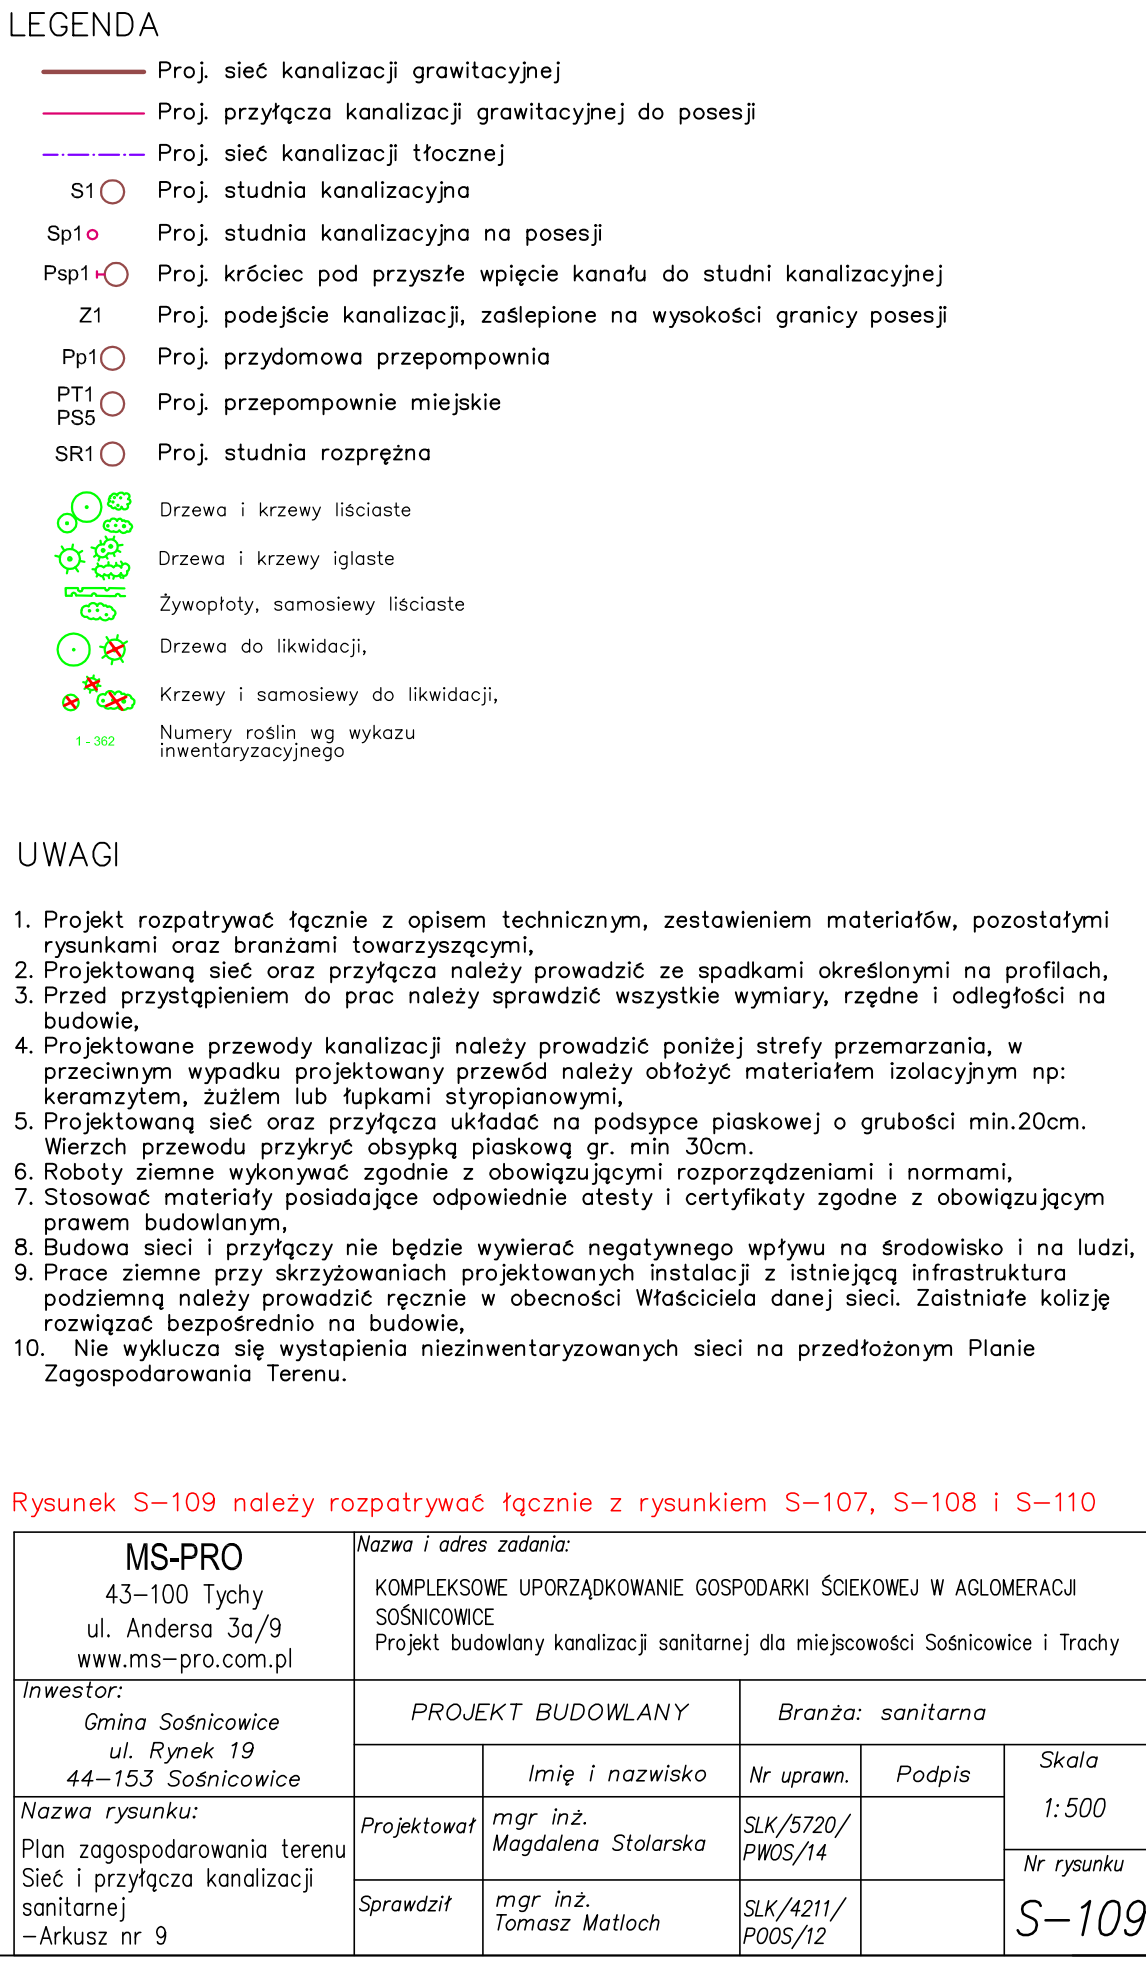 LEGENDA
Proj. sieć kanalizacji grawitacyjnej
Proj. przyłącza kanalizacji grawitacyjnej do posesji
Proj. sieć kanalizacji tłocznej
S1 Proj. studnia kanalizacyjna
Sp1 Proj. studnia kanalizacyjna na posesji
Psp1 Proj. króciec pod przyszłe wpięcie kanału do studni kanalizacyjnej
Z1 Proj. podejście kanalizacji, zaślepione na wysokości granicy posesji
Pp1 Proj. przydomowa przepompownia
PT1
PS5 Proj. przepompownie miejskie
SR1 Proj. studnia rozprężna
Drzewa i krzewy liściaste
Drzewa i krzewy iglaste
Żywopłoty, samosiewy liściaste
Drzewa do likwidacji,
Krzewy i samosiewy do likwidacji,
1 - 362 Numery roślin wg wykazu
inwentaryzacyjnego
UWAGI
1. Projekt rozpatrywać łącznie z opisem technicznym, zestawieniem materiałów, pozostałymi
rysunkami oraz branżami towarzyszącymi,
2. Projektowaną sieć oraz przyłącza należy prowadzić ze spadkami określonymi na profilach,
3. Przed przystąpieniem do prac należy sprawdzić wszystkie wymiary, rzędne i odległości na
budowie,
4. Projektowane przewody kanalizacji należy prowadzić poniżej strefy przemarzania, w
przeciwnym wypadku projektowany przewód należy obłożyć materiałem izolacyjnym np:
keramzytem, żużlem lub łupkami styropianowymi,
5. Projektowaną sieć oraz przyłącza układać na podsypce piaskowej o grubości min.20cm.
Wierzch przewodu przykryć obsypką piaskową gr. min 30cm.
6. Roboty ziemne wykonywać zgodnie z obowiązującymi rozporządzeniami i normami,
7. Stosować materiały posiadające odpowiednie atesty i certyfikaty zgodne z obowiązującym
prawem budowlanym,
8. Budowa sieci i przyłączy nie będzie wywierać negatywnego wpływu na środowisko i na ludzi,
9. Prace ziemne przy skrzyżowaniach projektowanych instalacji z istniejącą infrastruktura
podziemną należy prowadzić ręcznie w obecności Właściciela danej sieci. Zaistniałe kolizję
rozwiązać bezpośrednio na budowie,
10. Nie wyklucza się wystapienia niezinwentaryzowanych sieci na przedłożonym Planie
Zagospodarowania Terenu.
Rysunek S-109 należy rozpatrywać łącznie z rysunkiem S-107, S-108 i S-110
MS-PRO
43-100 Tychy
ul. Andersa 3a/9
www.ms-pro.com.pl
Nazwa i adres zadania:
KOMPLEKSOWE UPORZĄDKOWANIE GOSPODARKI ŚCIEKOWEJ W AGLOMERACJI
SOŚNICOWICE
Projekt budowlany kanalizacji sanitarnej dla miejscowości Sośnicowice i Trachy
Inwestor:
Gmina Sośnicowice
ul. Rynek 19
44-153 Sośnicowice
PROJEKT BUDOWLANY
Branża: sanitarna
Imię i nazwisko
Nr uprawn.
Podpis
Skala
1:500
Nazwa rysunku:
Plan zagospodarowania terenu
Sieć i przyłącza kanalizacji
sanitarnej
-Arkusz nr 9
Projektował
mgr inż.
Magdalena Stolarska
SLK/5720/
PWOS/14
Nr rysunku
S-109
Sprawdził
mgr inż.
Tomasz Matloch
SLK/4211/
POOS/12